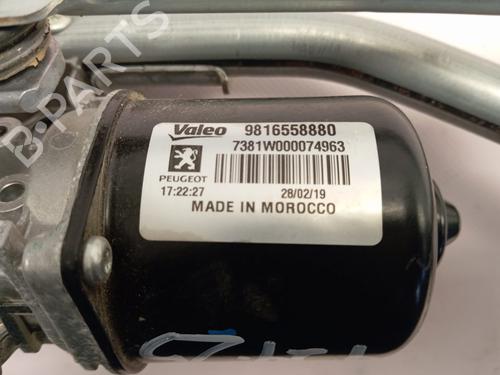 B-PARTS
Valeo 9816558880
7381W000074963
PEUGEOT
17:22:27 28/02/19
MADE IN MOROCCO